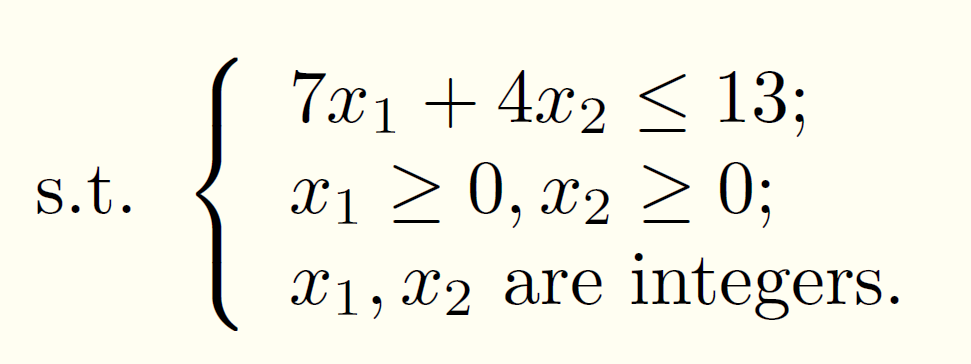 7x₁ + 4x₂ ≤ 13;
s.t. { x₁ ≥ 0, x₂ ≥ 0;
x₁, x₂ are integers.